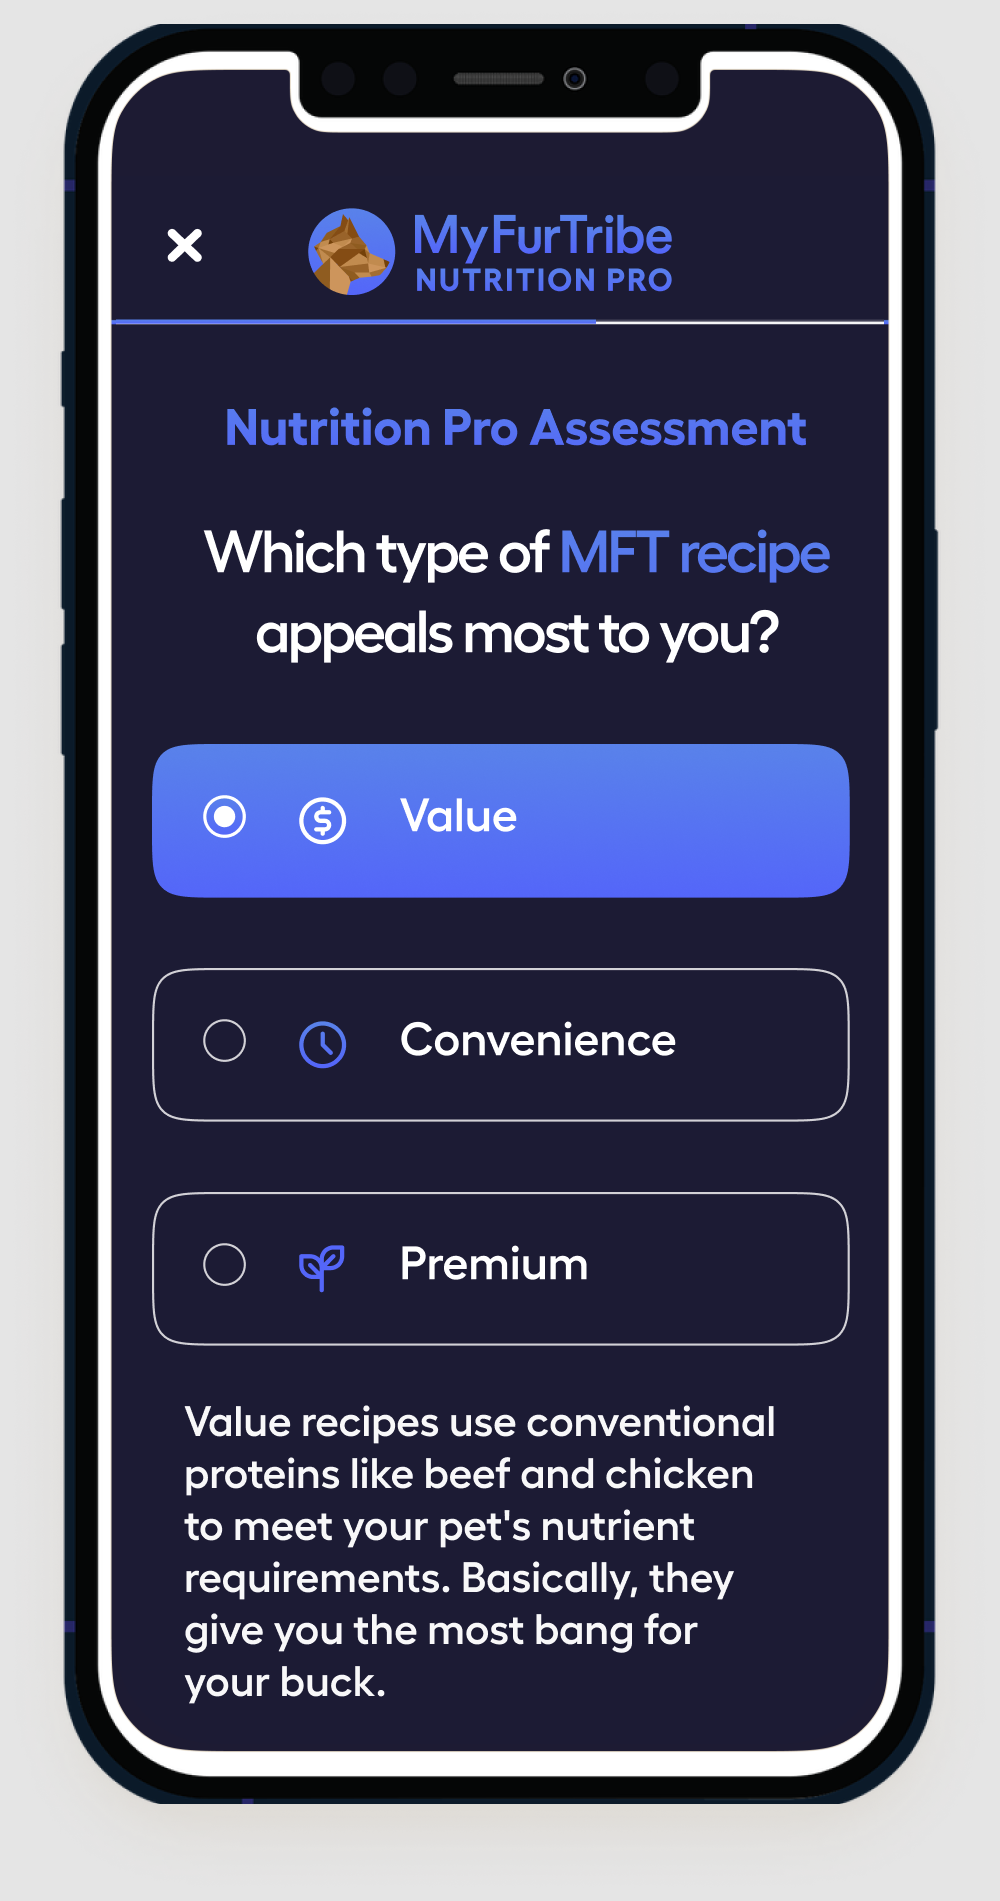 MyFurTribe
NUTRITION PRO
Nutrition Pro Assessment
Which type of MFT recipe
appeals most to you?
Value
Convenience
Premium
Value recipes use conventional
proteins like beef and chicken
to meet your pet's nutrient
requirements. Basically, they
give you the most bang for
your buck.